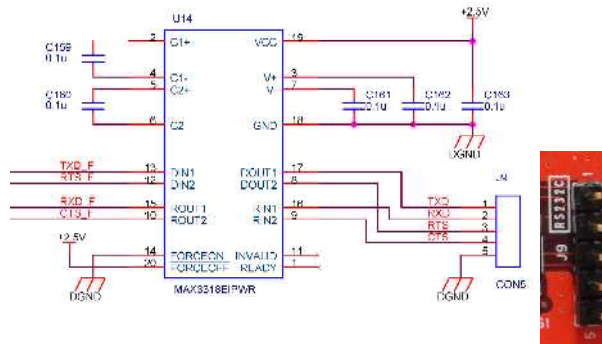 U14
+2.5V
2
C1+
VCC
19
C159
0.1u
4
C1-
V+
3
5
C2+
V-
7
C160
0.1u
C161
0.1u
C162
0.1u
C163
0.1u
6
C2
GND
18
DGND
TXD_F
13
DIN1
DOUT1
17
RTS_F
12
DIN2
DOUT2
8
J9
TXD
1
RXD_F
15
ROUT1
RIN1
16
RXD
2
CTS_F
10
ROUT2
RIN2
9
RTS
3
CTS
4
5
+2.5V
14
FORCEON
INVALID
11
20
FORCEOFF
READY
1
DGND
MAX3318EIPWR
DGND
CON5
RS232C
1
J9
5